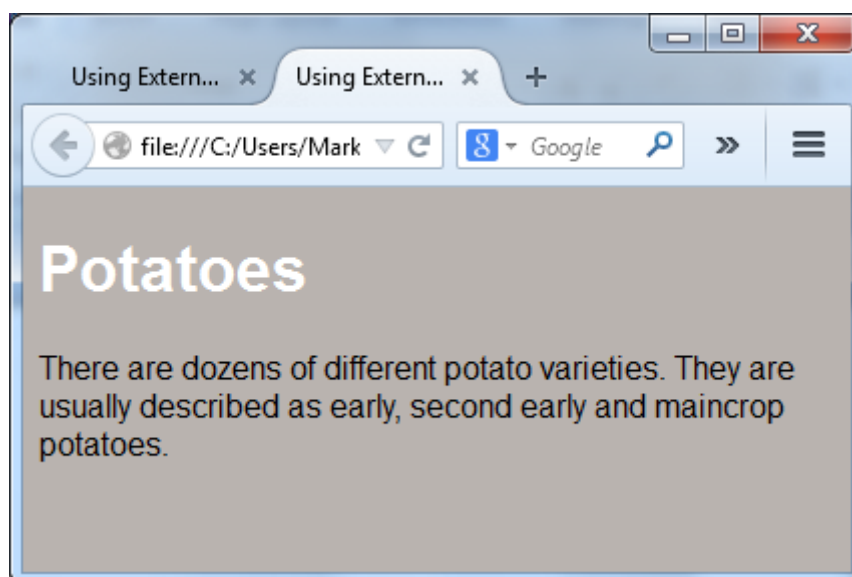 Using Extern...
Using Extern...
file:///C:/Users/Mark
8
Google
Potatoes
There are dozens of different potato varieties. They are
usually described as early, second early and maincrop
potatoes.